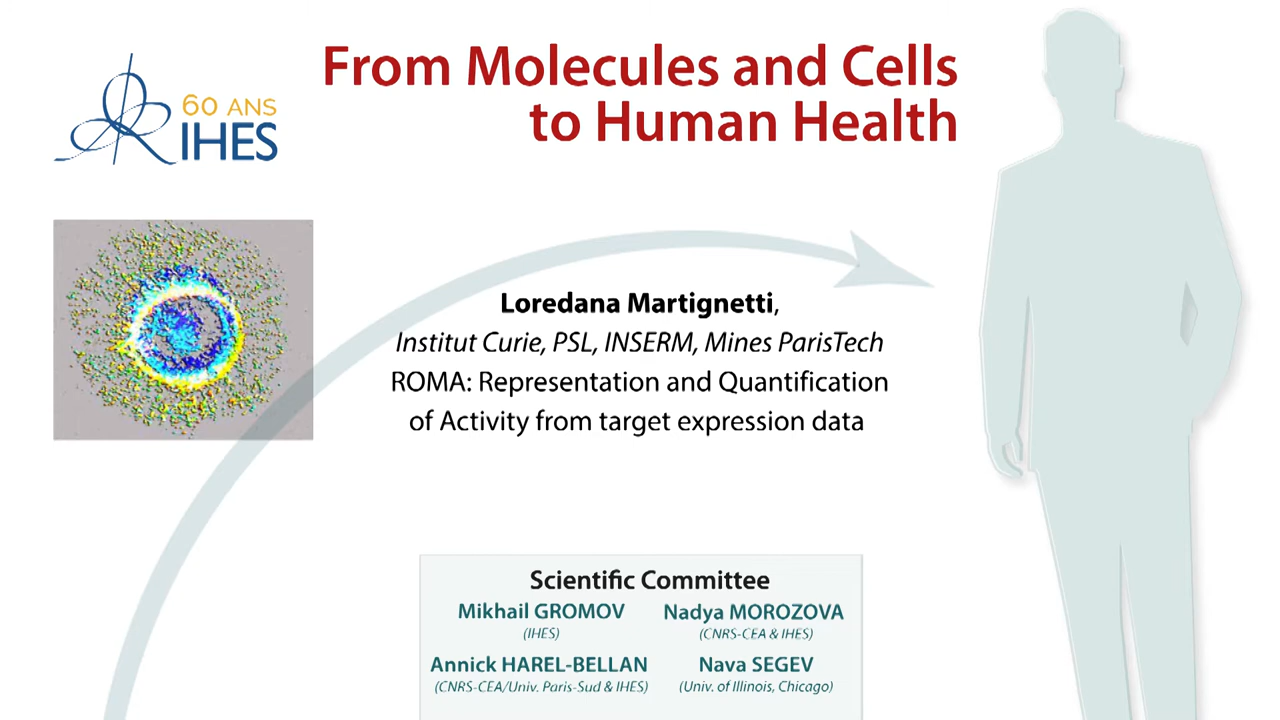 From Molecules and Cells
to Human Health
60 ANS
IHES
Loredana Martignetti,
Institut Curie, PSL, INSERM, Mines ParisTech
ROMA: Representation and Quantification
of Activity from target expression data
Scientific Committee
Mikhail GROMOV
(IHES)
Nadya MOROZOVA
(CNRS-CEA & IHES)
Annick HAREL-BELLAN
(CNRS-CEA/Univ. Paris-Sud & IHES)
Nava SEGEV
(Univ. of Illinois, Chicago)